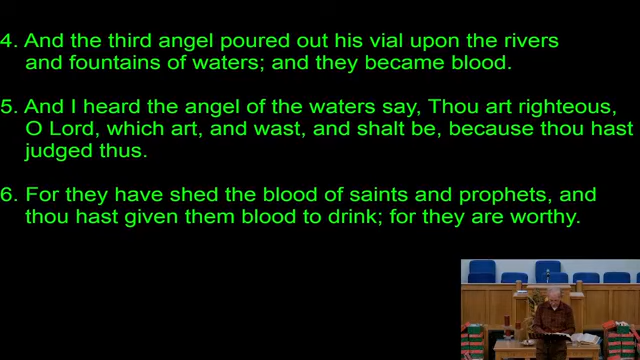 4. And the third angel poured out his vial upon the rivers
and fountains of waters; and they became blood.
5. And I heard the angel of the waters say, Thou art righteous,
O Lord, which art, and wast, and shalt be, because thou hast
judged thus.
6. For they have shed the blood of saints and prophets, and
thou hast given them blood to drink; for they are worthy.